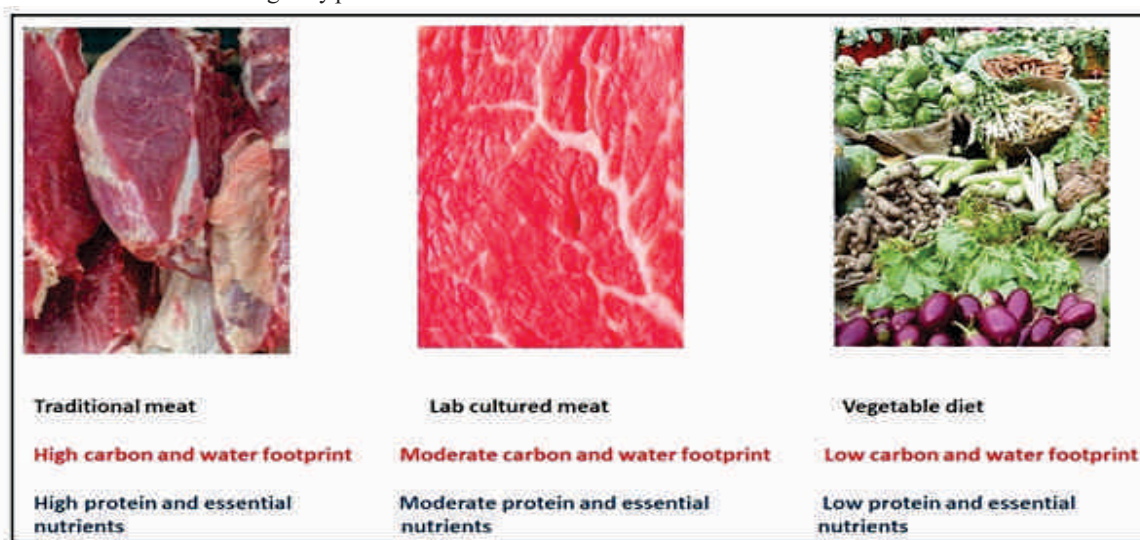 Traditional meat
Lab cultured meat
Vegetable diet
High carbon and water footprint
Moderate carbon and water footprint
Low carbon and water footprint
High protein and essential
nutrients
Moderate protein and essential
nutrients
Low protein and essential
nutrients